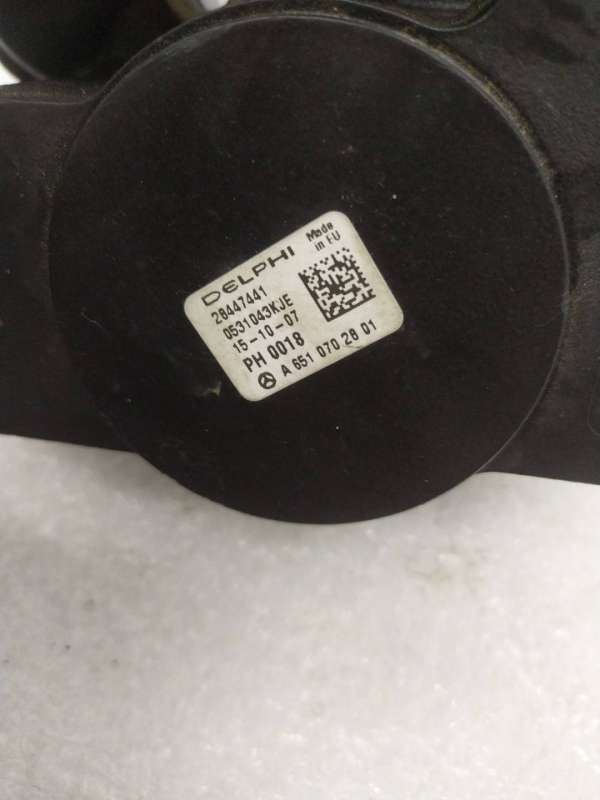 DELPHI
Made
in EU
28447441
0531043KJE
15-10-07
PH 0018
A 651 070 28 01